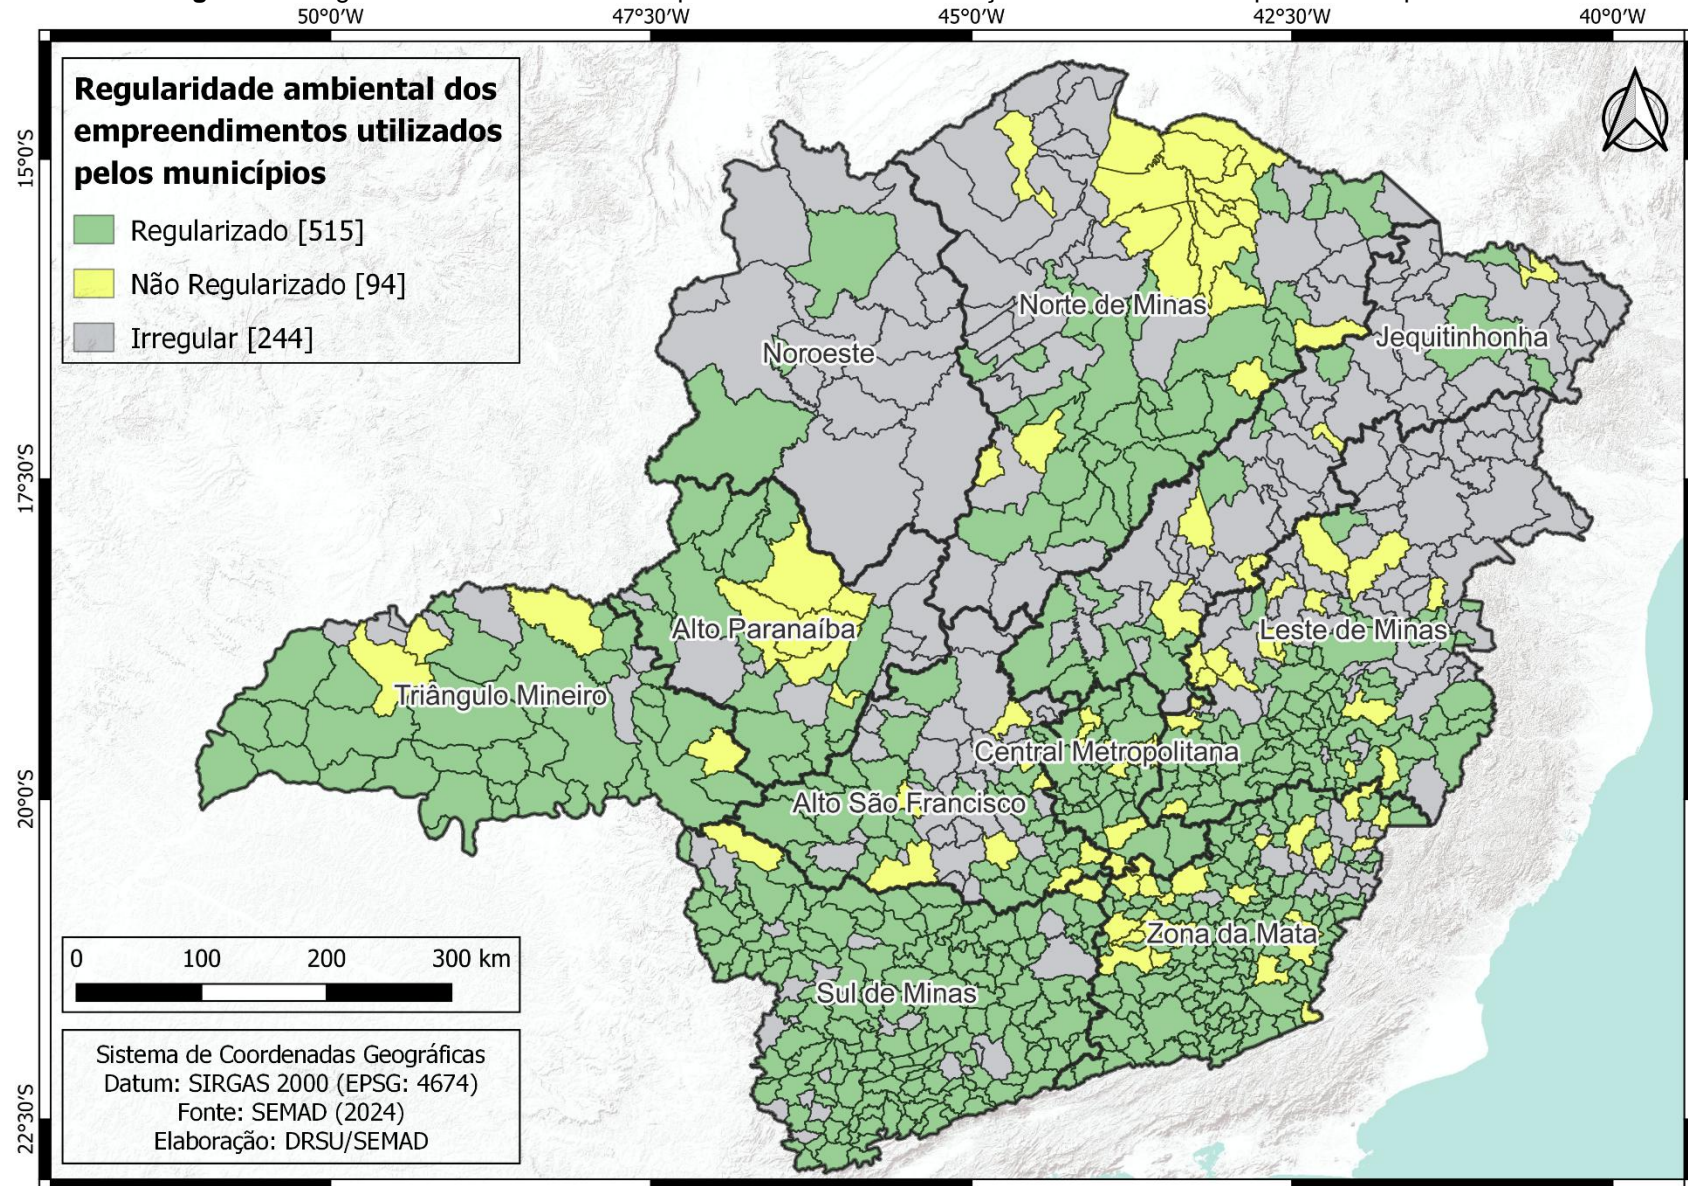 50°0'W 47°30'W 45°0'W 42°30'W 40°0'W
Regularidade ambiental dos
empreendimentos utilizados
pelos municípios
Regularizado [515]
Não Regularizado [94]
Irregular [244]
15°0'S
17°30'S
20°0'S
22°30'S
Norte de Minas
Jequitinhonha
Noroeste
Alto Paranaíba
Leste de Minas
Triângulo Mineiro
Central Metropolitana
Alto São Francisco
Zona da Mata
Sul de Minas
0 100 200 300 km
Sistema de Coordenadas Geográficas
Datum: SIRGAS 2000 (EPSG: 4674)
Fonte: SEMAD (2024)
Elaboração: DRSU/SEMAD